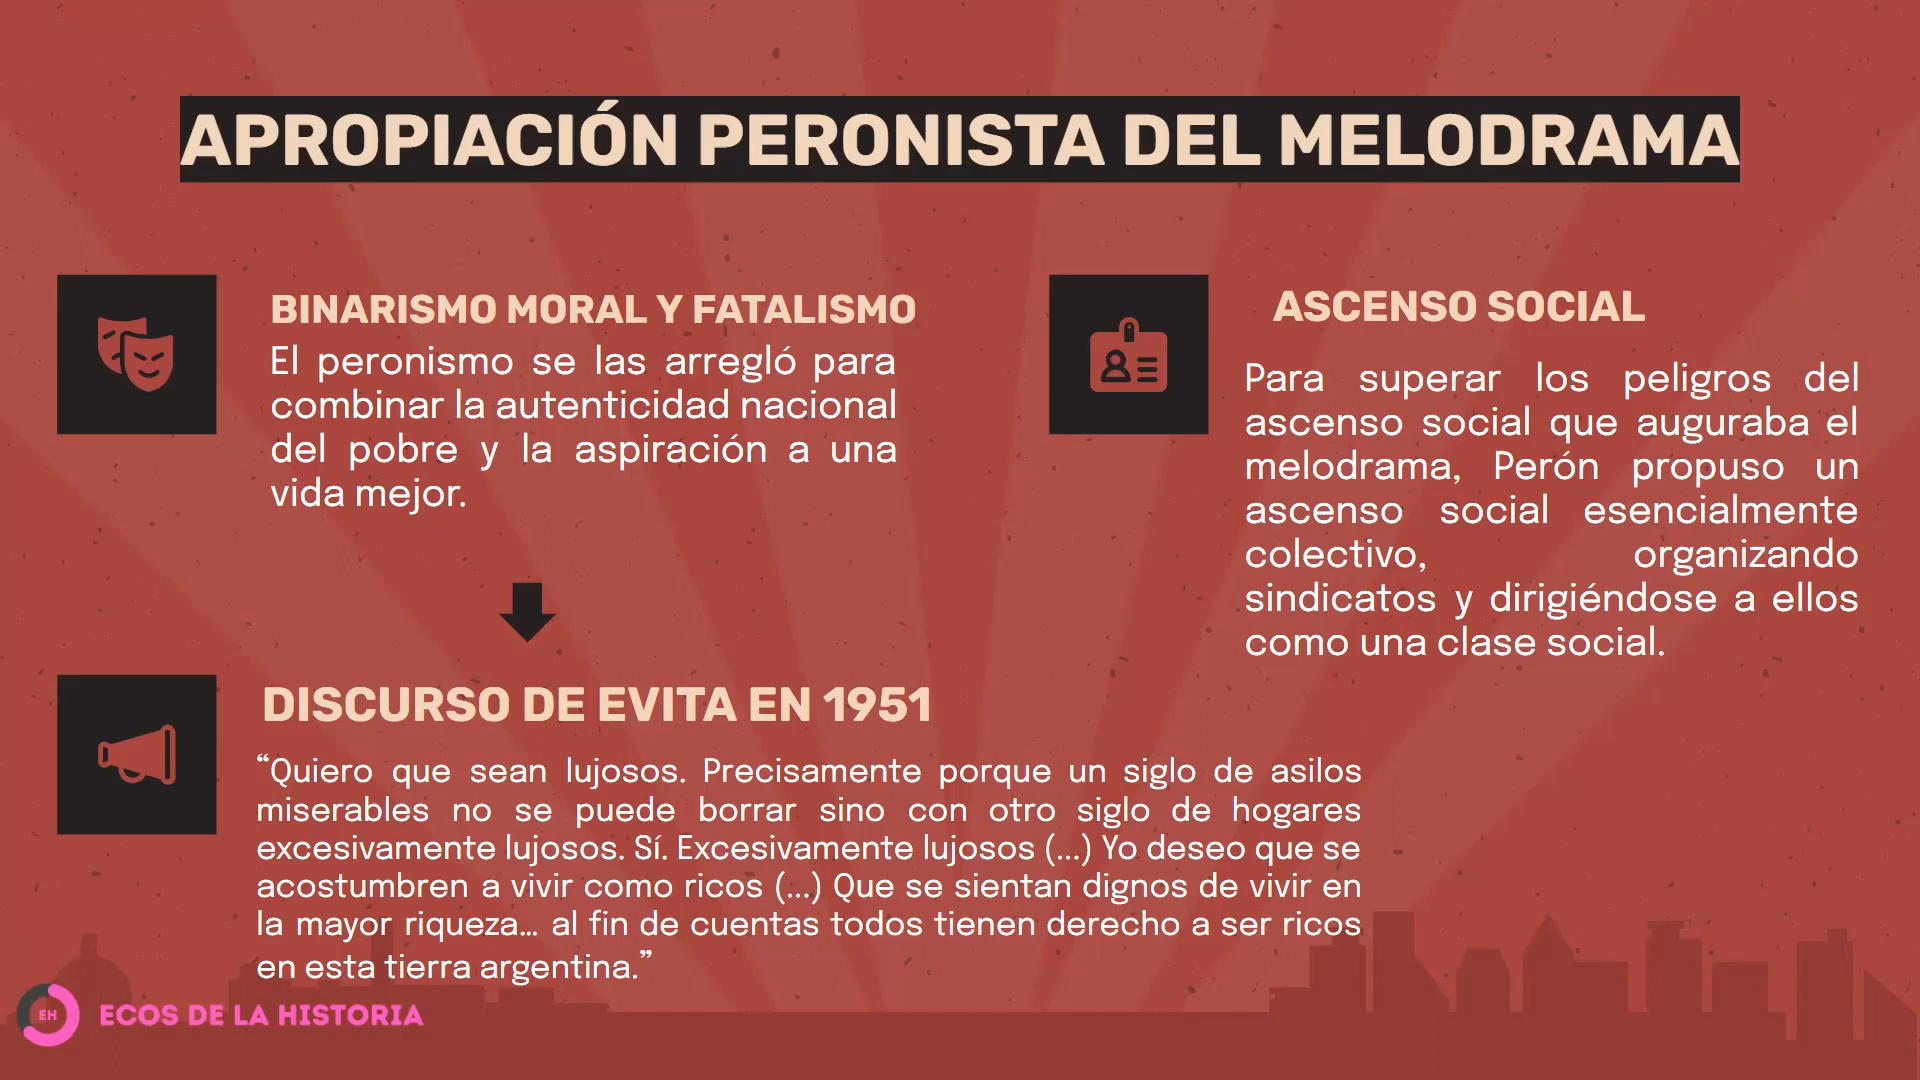 APROPIACIÓN PERONISTA DEL MELODRAMA
BINARISMO MORAL Y FATALISMO
El peronismo se las arregló para
combinar la autenticidad nacional
del pobre y la aspiración a una
vida mejor.
DISCURSO DE EVITA EN 1951
“Quiero que sean lujosos. Precisamente porque un siglo de asilos
miserables no se puede borrar sino con otro siglo de hogares
excesivamente lujosos. Sí. Excesivamente lujosos (...) Yo deseo que se
acostumbren a vivir como ricos (...) Que se sientan dignos de vivir en
la mayor riqueza... al fin de cuentas todos tienen derecho a ser ricos
en esta tierra argentina.”
ASCENSO SOCIAL
Para superar los peligros del
ascenso social que auguraba el
melodrama, Perón propuso un
ascenso social esencialmente
colectivo, organizando
sindicatos y dirigiéndose a ellos
como una clase social.
EH ECOS DE LA HISTORIA